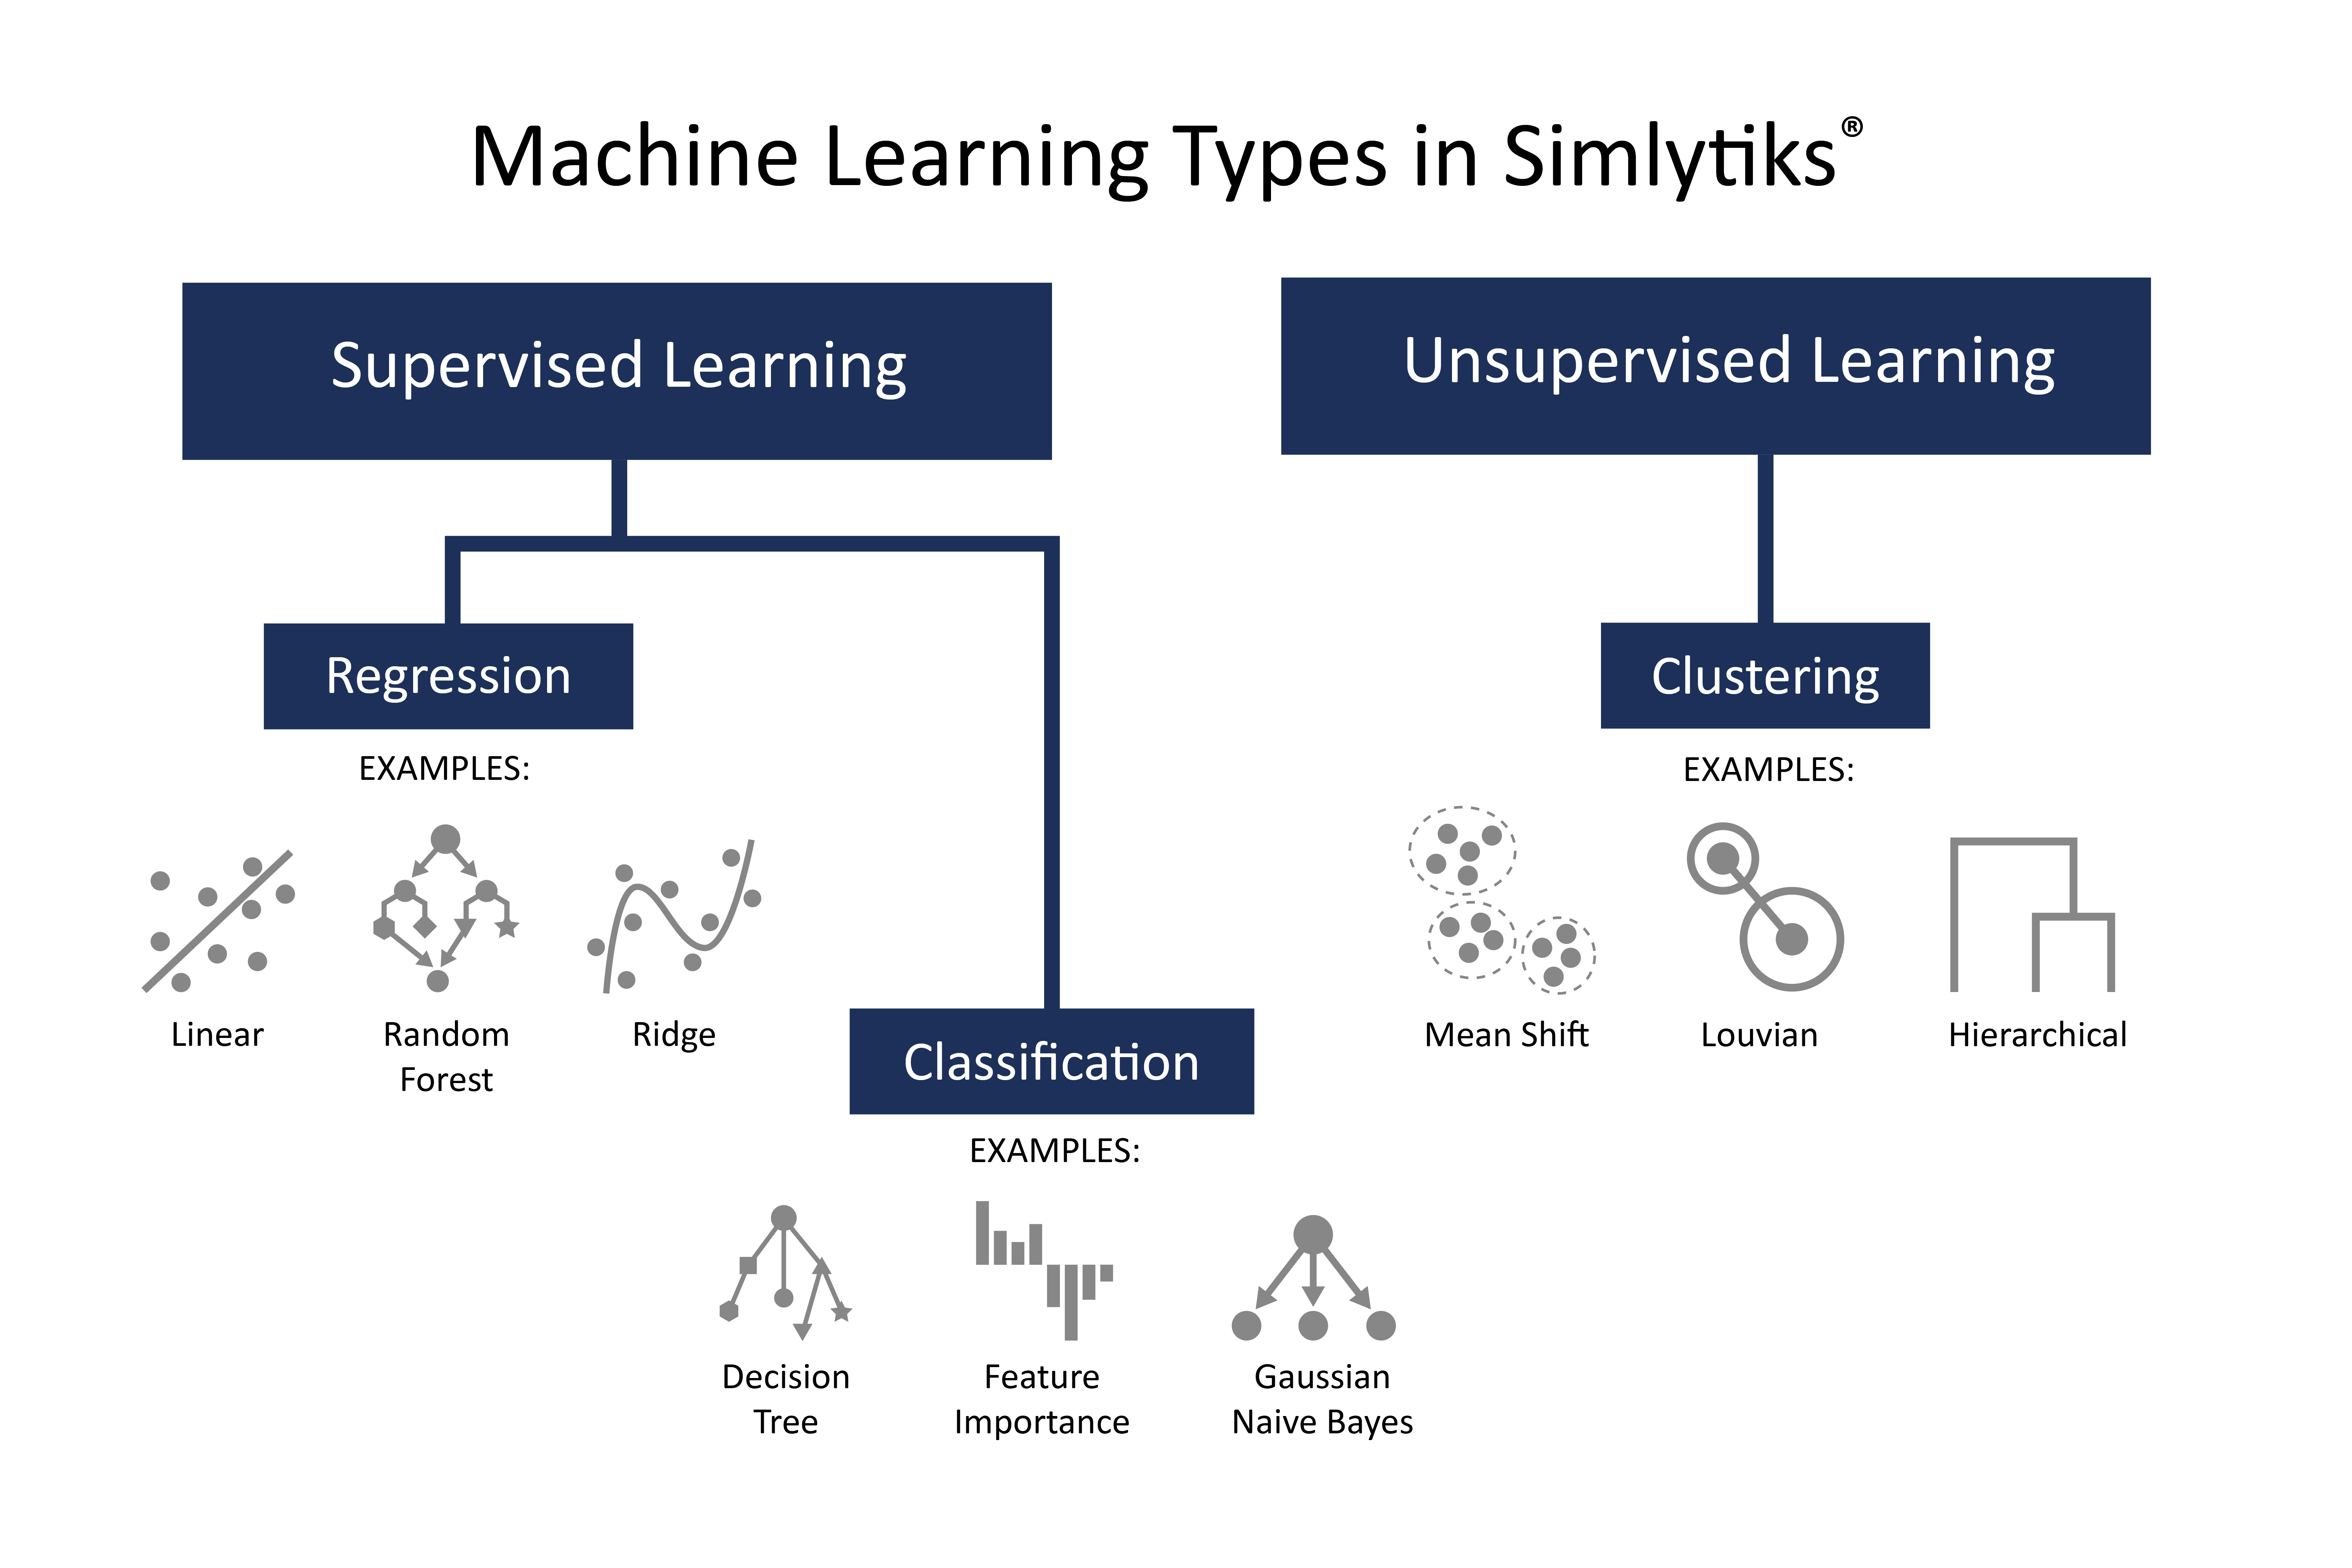 Machine Learning Types in Simlytiks®
Supervised Learning
Unsupervised Learning
Regression
EXAMPLES:
Linear
Random
Forest
Ridge
Classification
EXAMPLES:
Decision
Tree
Feature
Importance
Gaussian
Naive Bayes
Clustering
EXAMPLES:
Mean Shift
Louvian
Hierarchical